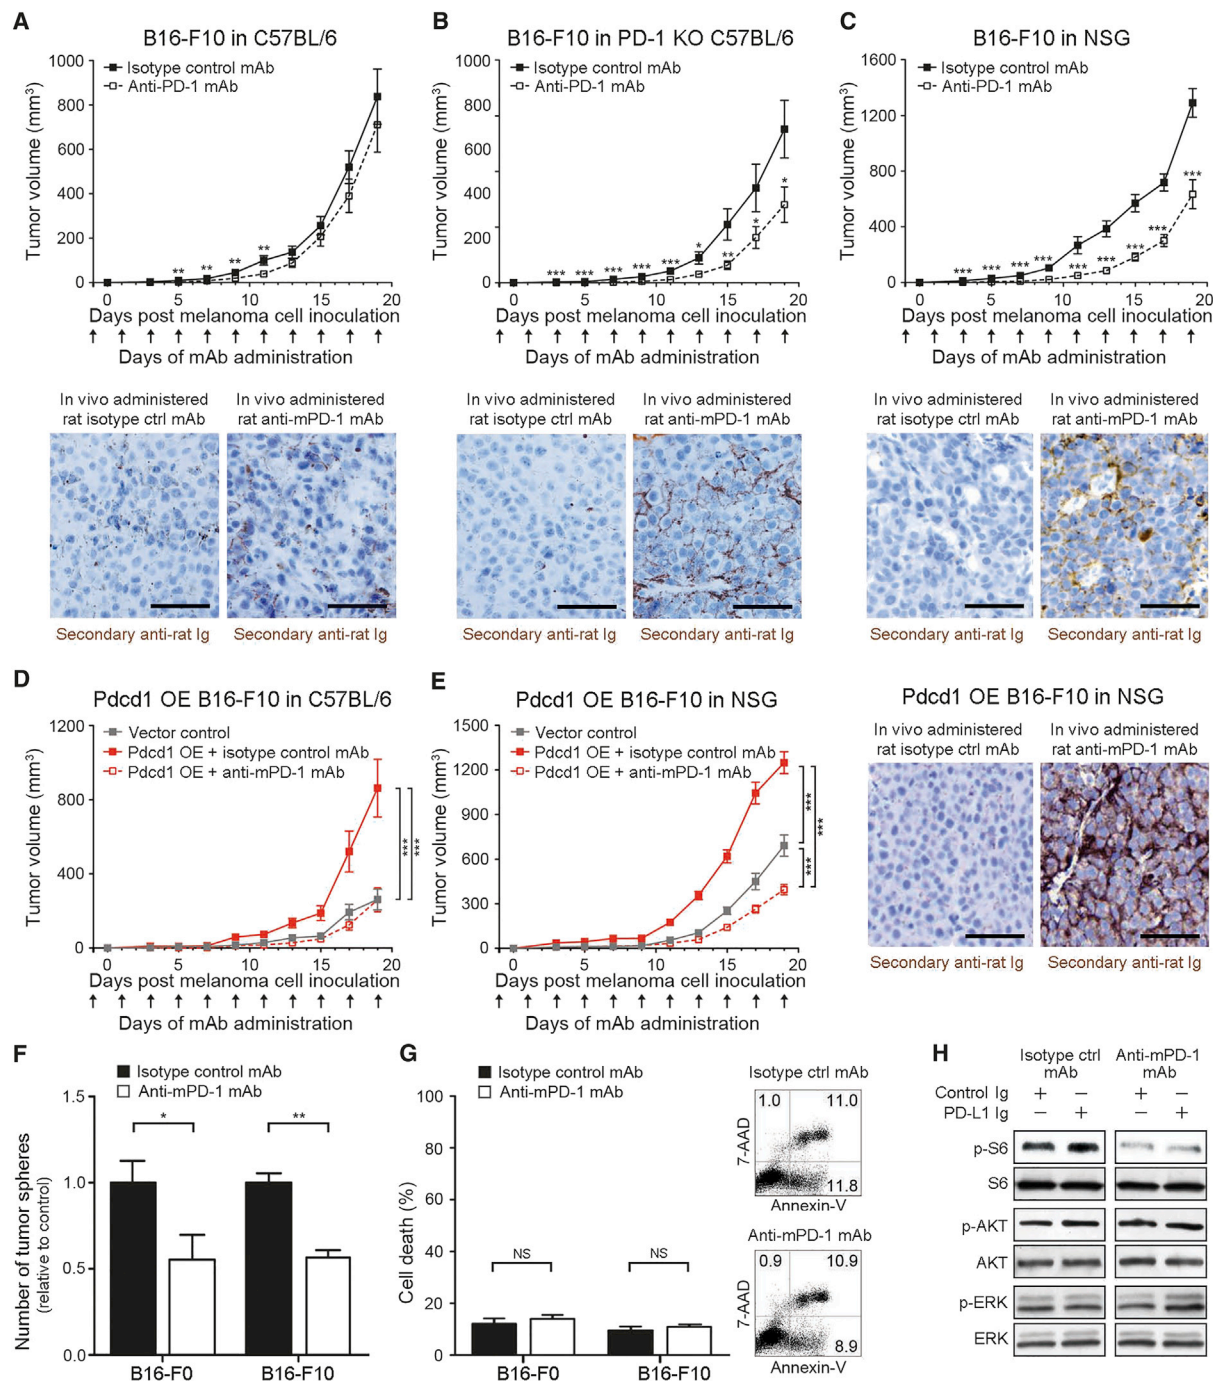 A
B16-F10 in C57BL/6
Isotype control mAb
Anti-PD-1 mAb
Tumor volume (mm³)
1000
800
600
400
200
0
** ** ** **
0 5 10 15 20
Days post melanoma cell inoculation
Days of mAb administration
In vivo administered
rat isotype ctrl mAb
In vivo administered
rat anti-mPD-1 mAb
Secondary anti-rat Ig
Secondary anti-rat Ig
B
B16-F10 in PD-1 KO C57BL/6
Isotype control mAb
Anti-PD-1 mAb
Tumor volume (mm³)
1000
800
600
400
200
0
*** *** *** *** *** * ** * *
0 5 10 15 20
Days post melanoma cell inoculation
Days of mAb administration
In vivo administered
rat isotype ctrl mAb
In vivo administered
rat anti-mPD-1 mAb
Secondary anti-rat Ig
Secondary anti-rat Ig
C
B16-F10 in NSG
Isotype control mAb
Anti-PD-1 mAb
Tumor volume (mm³)
1600
1200
800
400
0
*** *** *** *** *** *** *** *** ***
0 5 10 15 20
Days post melanoma cell inoculation
Days of mAb administration
In vivo administered
rat isotype ctrl mAb
In vivo administered
rat anti-mPD-1 mAb
Secondary anti-rat Ig
Secondary anti-rat Ig
D
Pdcd1 OE B16-F10 in C57BL/6
Vector control
Pdcd1 OE + isotype control mAb
Pdcd1 OE + anti-mPD-1 mAb
Tumor volume (mm³)
1200
800
400
0
***
***
0 5 10 15 20
Days post melanoma cell inoculation
Days of mAb administration
E
Pdcd1 OE B16-F10 in NSG
Vector control
Pdcd1 OE + isotype control mAb
Pdcd1 OE + anti-mPD-1 mAb
Tumor volume (mm³)
1500
1200
900
600
300
0
***
***
***
0 5 10 15 20
Days post melanoma cell inoculation
Days of mAb administration
Pdcd1 OE B16-F10 in NSG
In vivo administered
rat isotype ctrl mAb
In vivo administered
rat anti-mPD-1 mAb
Secondary anti-rat Ig
Secondary anti-rat Ig
F
Isotype control mAb
Anti-mPD-1 mAb
Number of tumor spheres
(relative to control)
1.5
1.0
0.5
0.0
*
**
B16-F0
B16-F10
G
Isotype control mAb
Anti-mPD-1 mAb
Cell death (%)
100
80
60
40
20
0
NS
NS
B16-F0
B16-F10
Isotype ctrl mAb
7-AAD
1.0 11.0
11.8
Annexin-V
Anti-mPD-1 mAb
7-AAD
0.9 10.9
8.9
Annexin-V
H
Isotype ctrl
mAb
Anti-mPD-1
mAb
Control Ig + − + −
PD-L1 Ig − + − +
p-S6
S6
p-AKT
AKT
p-ERK
ERK